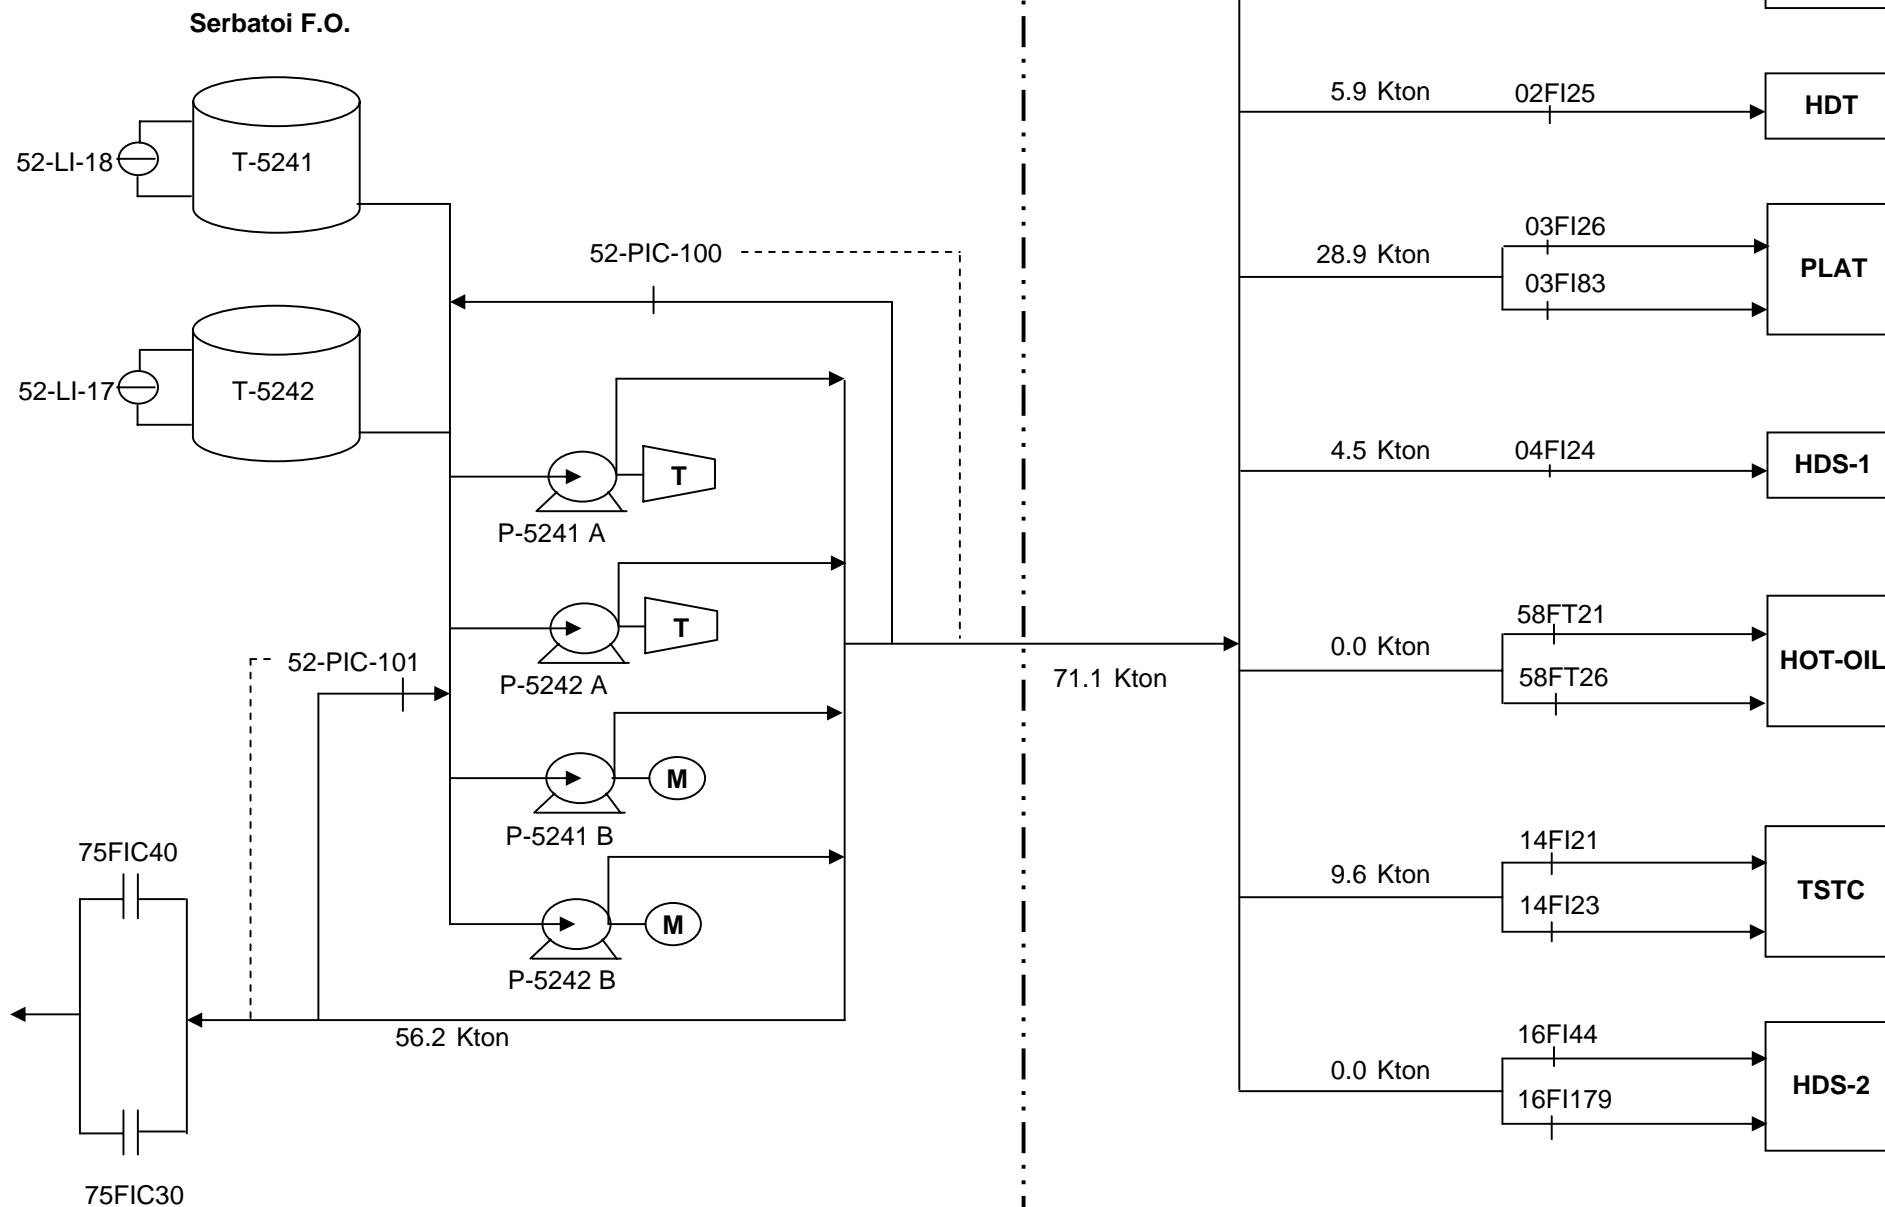 Serbatoi F.O.
T-5241
52-LI-18
T-5242
52-LI-17
52-PIC-100
T
P-5241 A
T
P-5242 A
52-PIC-101
M
P-5241 B
M
P-5242 B
75FIC40
56.2 Kton
75FIC30
71.1 Kton
5.9 Kton
02FI25
HDT
28.9 Kton
03FI26
03FI83
PLAT
4.5 Kton
04FI24
HDS-1
0.0 Kton
58FT21
58FT26
HOT-OIL
9.6 Kton
14FI21
14FI23
TSTC
0.0 Kton
16FI44
16FI179
HDS-2